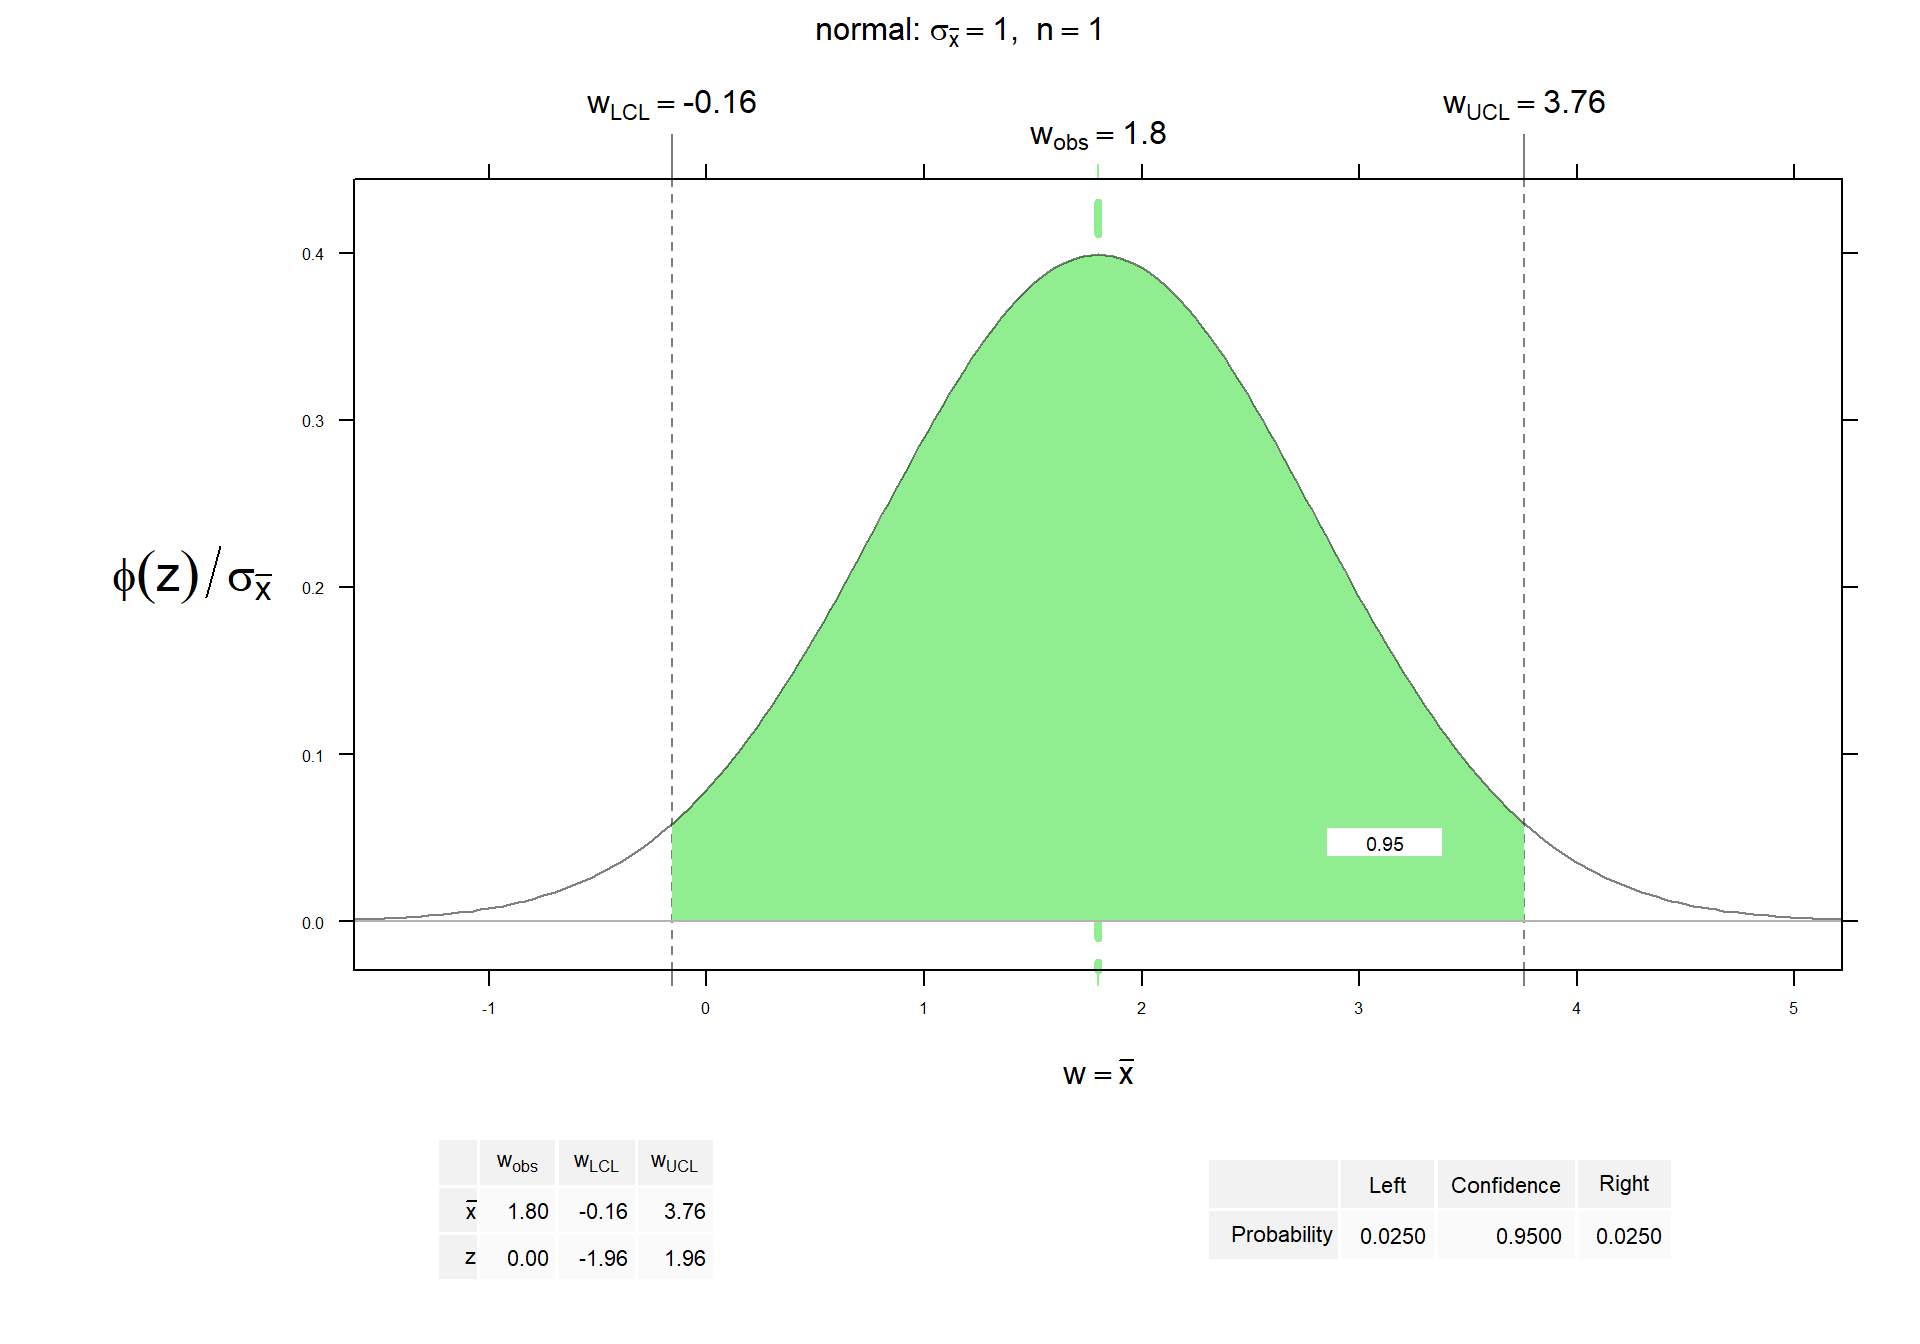 normal: σx̄ = 1,  n = 1
wLCL = -0.16
wUCL = 3.76
wobs = 1.8
0.4
0.3
0.2
0.1
0.0
ϕ(z)/σx̄
0.95
-1 0 1 2 3 4 5
w = x̄
wobs wLCL wUCL
x̄ 1.80 -0.16 3.76
z 0.00 -1.96 1.96
Left Confidence Right
Probability 0.0250 0.9500 0.0250